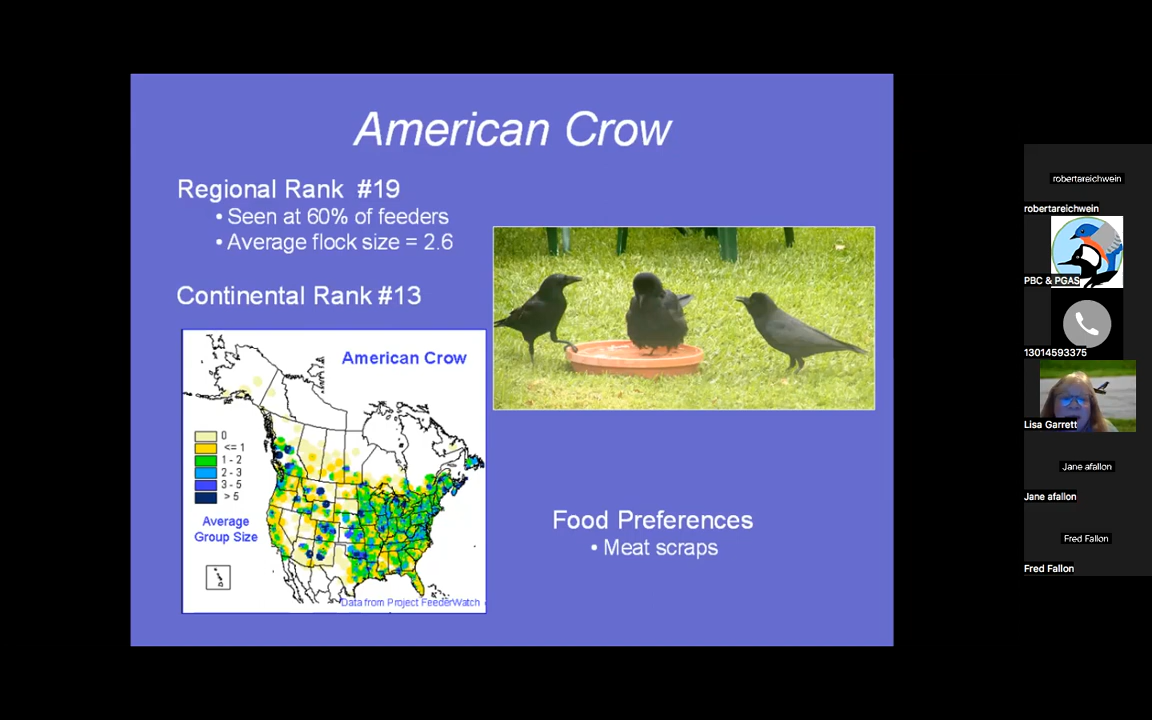 American Crow
Regional Rank #19
• Seen at 60% of feeders
• Average flock size = 2.6
Continental Rank #13
American Crow
0
<= 1
1 - 2
2 - 3
3 - 5
> 5
Average
Group Size
Data from Project FeederWatch
Food Preferences
• Meat scraps
robertareichwein
robertareichwein
PBC & PGAS
13014593375
Lisa Garrett
Jane afallon
Jane afallon
Fred Fallon
Fred Fallon